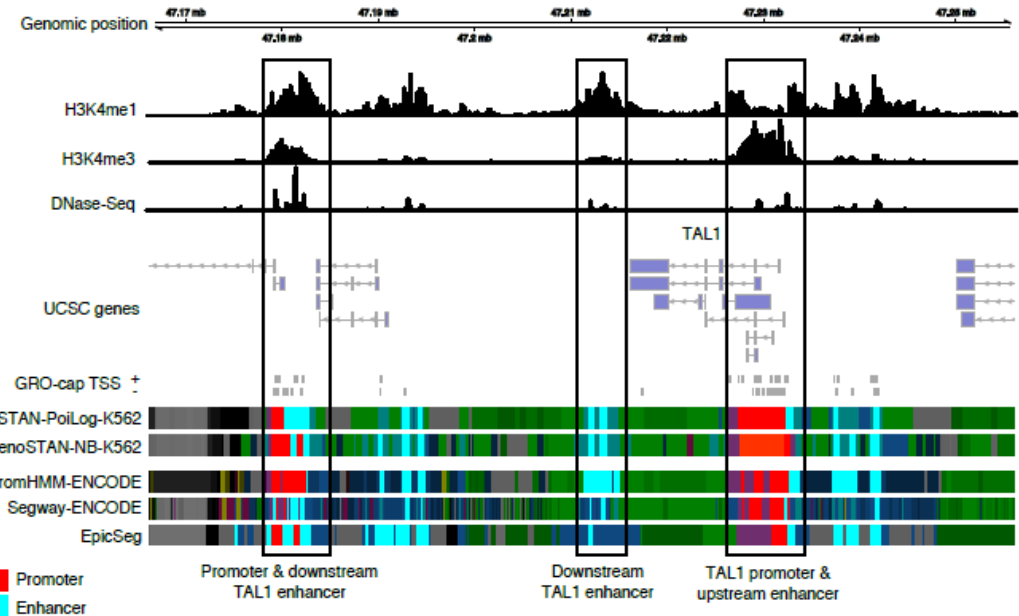 47.17 mb 47.19 mb 47.21 mb 47.23 mb 47.25 mb
Genomic position
47.18 mb 47.2 mb 47.22 mb 47.24 mb
H3K4me1
H3K4me3
DNase-Seq
TAL1
UCSC genes
GRO-cap TSS +
-
STAN-PoiLog-K562
enoSTAN-NB-K562
romHMM-ENCODE
Segway-ENCODE
EpicSeg
Promoter & downstream
TAL1 enhancer
Downstream
TAL1 enhancer
TAL1 promoter &
upstream enhancer
Promoter
Enhancer